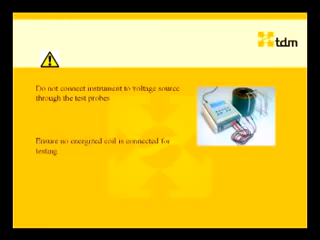 tdm
Do not connect instrument to voltage source
through the test probes
Ensure no energized coil is connected for
testing